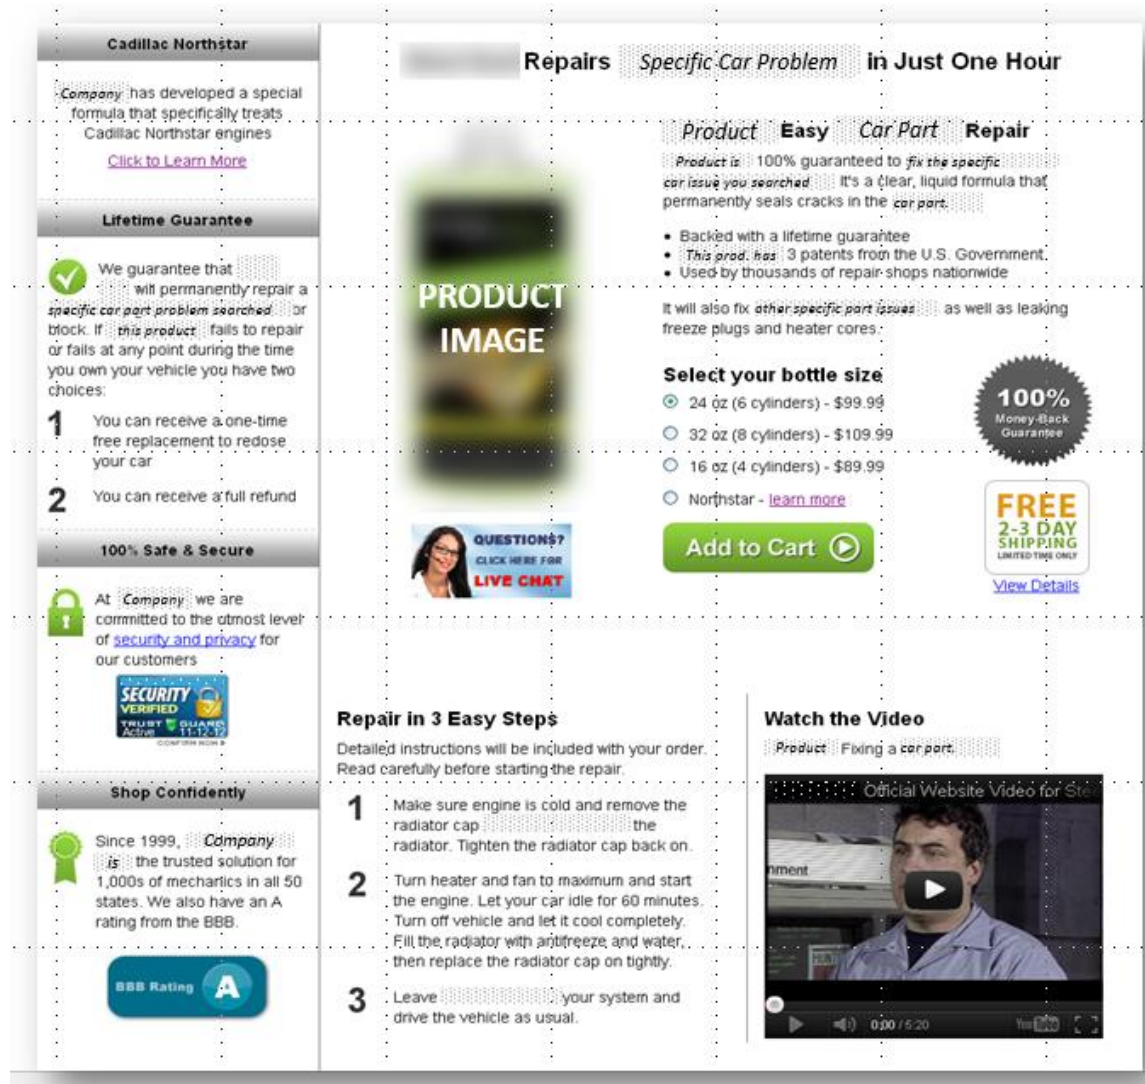 Cadillac Northstar
Company has developed a special
formula that specifically treats
Cadillac Northstar engines
Click to Learn More
Lifetime Guarantee
We guarantee that
will permanently repair a
specific car part problem searched or
block. If this product fails to repair
or fails at any point during the time
you own your vehicle you have two
choices:
1 You can receive a one-time
free replacement to redose
your car
2 You can receive a full refund
100% Safe & Secure
At Company we are
committed to the utmost level
of security and privacy for
our customers
SECURITY
VERIFIED
TRUST GUARD
Active 11-12-12
CONFIRM NOW
Shop Confidently
Since 1999, Company
is the trusted solution for
1,000s of mechanics in all 50
states. We also have an A
rating from the BBB.
BBB Rating A
Repairs Specific Car Problem in Just One Hour
PRODUCT
IMAGE
QUESTIONS?
CLICK HERE FOR
LIVE CHAT
Product Easy Car Part Repair
Product is 100% guaranteed to fix the specific
car issue you searched It's a clear, liquid formula that
permanently seals cracks in the car part.
• Backed with a lifetime guarantee
• This prod. has 3 patents from the U.S. Government.
• Used by thousands of repair shops nationwide
It will also fix other specific part issues as well as leaking
freeze plugs and heater cores.
Select your bottle size
24 oz (6 cylinders) - $99.99
32 oz (8 cylinders) - $109.99
16 oz (4 cylinders) - $89.99
Northstar - learn more
Add to Cart
100%
Money-Back
Guarantee
FREE
2-3 DAY
SHIPPING
LIMITED TIME ONLY
View Details
Repair in 3 Easy Steps
Detailed instructions will be included with your order.
Read carefully before starting the repair.
1 Make sure engine is cold and remove the
radiator cap the
radiator. Tighten the radiator cap back on.
2 Turn heater and fan to maximum and start
the engine. Let your car idle for 60 minutes.
Turn off vehicle and let it cool completely.
Fill the radiator with antifreeze and water,
then replace the radiator cap on tightly.
3 Leave your system and
drive the vehicle as usual.
Watch the Video
Product Fixing a car part.
Official Website Video for Ste
nment
HUNT
0:00 / 5:20
YouTube